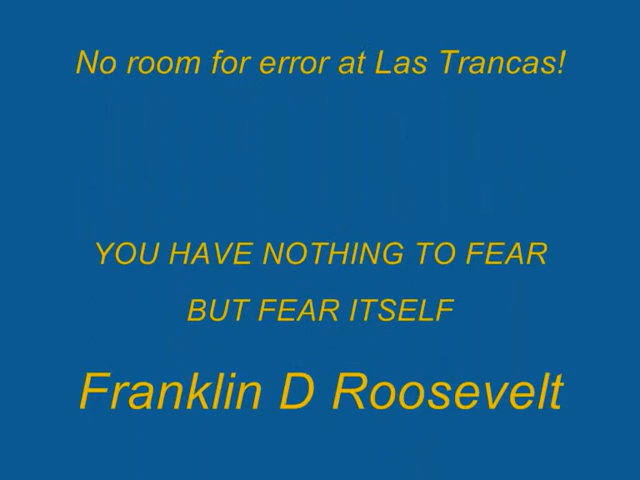 No room for error at Las Trancas!
YOU HAVE NOTHING TO FEAR
BUT FEAR ITSELF
Franklin D Roosevelt